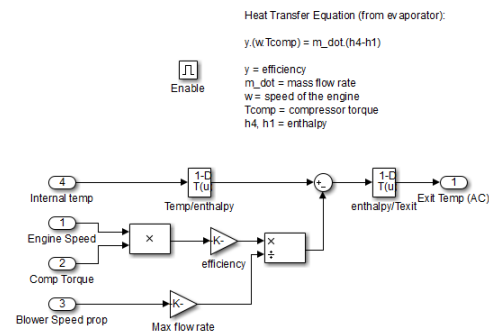 Heat Transfer Equation (from evaporator):
y.(w.Tcomp) = m_dot.(h4-h1)
y = efficiency
m_dot = mass flow rate
w = speed of the engine
Tcomp = compressor torque
h4, h1 = enthalpy
Enable
4
Internal temp
1-D
T(u
Temp/enthalpy
+
-
1-D
T(u
enthalpy/Texit
1
Exit Temp (AC)
1
Engine Speed
×
2
Comp Torque
K-
efficiency
×
÷
3
Blower Speed prop
K-
Max flow rate